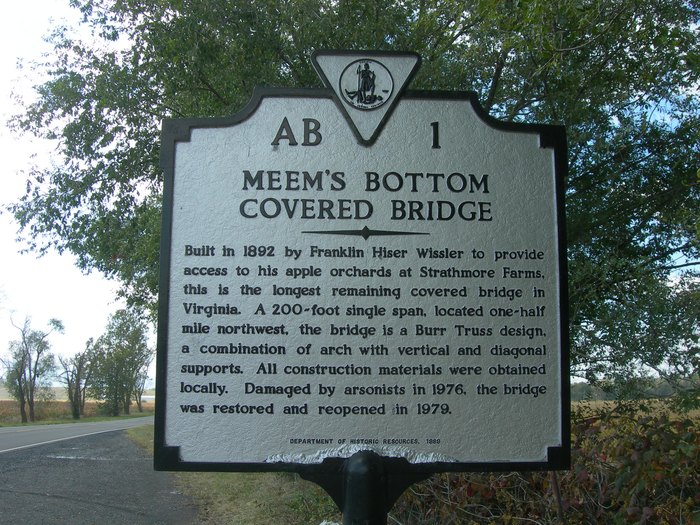 AB 1
MEEM'S BOTTOM
COVERED BRIDGE
Built in 1892 by Franklin Hiser Wissler to provide
access to his apple orchards at Strathmore Farms,
this is the longest remaining covered bridge in
Virginia. A 200-foot single span, located one-half
mile northwest, the bridge is a Burr Truss design,
a combination of arch with vertical and diagonal
supports. All construction materials were obtained
locally. Damaged by arsonists in 1976, the bridge
was restored and reopened in 1979.
DEPARTMENT OF HISTORIC RESOURCES, 1989